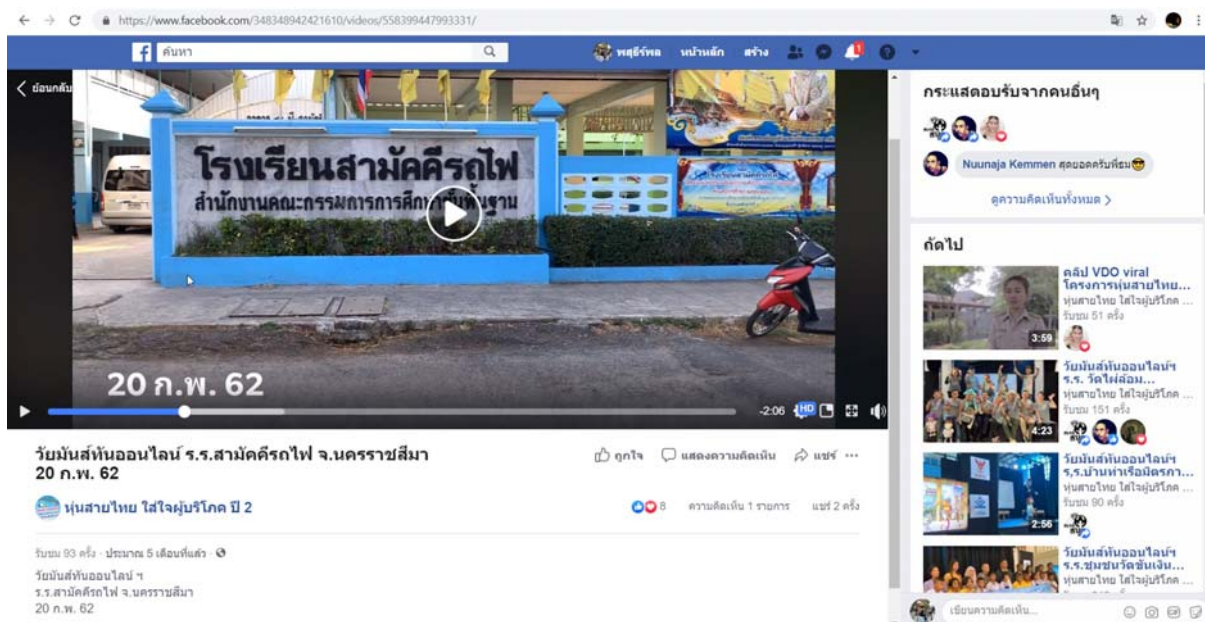 https://www.facebook.com/348348942421610/videos/558399447993331/
ค้นหา
พสุธีร์พล หน้าหลัก สร้าง
1
ย้อนกลับ
โรงเรียนสามัคคีรถไฟ
สำนักงานคณะกรรมการการศึกษาขั้นพื้นฐาน
20 ก.พ. 62
-2:06
HD
วัยมันส์ทันออนไลน์ ร.ร.สามัคคีรถไฟ จ.นครราชสีมา
20 ก.พ. 62
ถูกใจ แสดงความคิดเห็น แชร์
หุ่นสายไทย ใส่ใจผู้บริโภค ปี 2
8 ความคิดเห็น 1 รายการ แชร์ 2 ครั้ง
รับชม 93 ครั้ง · ประมาณ 5 เดือนที่แล้ว ·
วัยมันส์ทันออนไลน์ ฯ
ร.ร.สามัคคีรถไฟ จ.นครราชสีมา
20 ก.พ. 62
กระแสตอบรับจากคนอื่นๆ
Nuunaja Kemmen สุดยอดครับพี่ธม
ดูความคิดเห็นทั้งหมด
ถัดไป
คลิป VDO viral
โครงการหุ่นสายไทย...
หุ่นสายไทย ใส่ใจผู้บริโภค ...
รับชม 51 ครั้ง
3:59
วัยมันส์ทันออนไลน์ฯ
ร.ร. วัดไผ่ล้อม...
หุ่นสายไทย ใส่ใจผู้บริโภค ...
รับชม 151 ครั้ง
4:23
วัยมันส์ทันออนไลน์ฯ
ร,ร.บ้านท่าเรือมิตรภา...
หุ่นสายไทย ใส่ใจผู้บริโภค ...
รับชม 90 ครั้ง
2:56
วัยมันส์ทันออนไลน์ฯ
ร.ร.ชุมชนวัดชันเงิน...
หุ่นสายไทย ใส่ใจผู้บริโภค ...
เขียนความคิดเห็น...